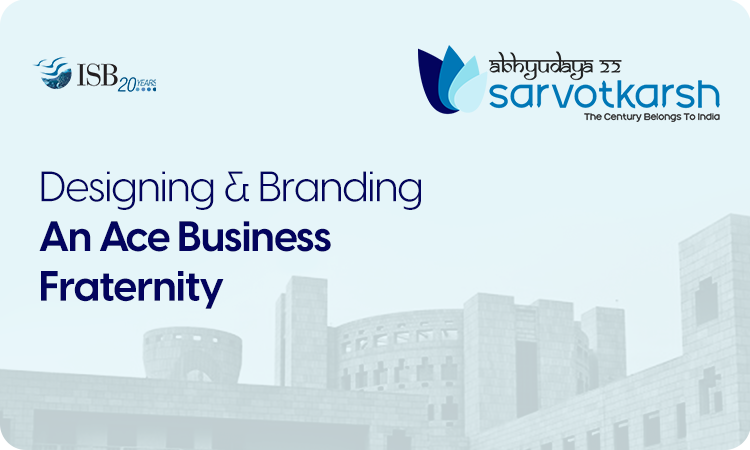 ISB
20 YEARS
abhyudaya 22
sarvotkarsh
The Century Belongs To India
Designing & Branding
An Ace Business
Fraternity